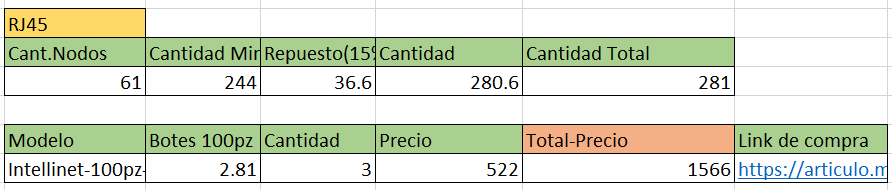 RJ45
Cant.Nodos Cantidad Min Repuesto(15% Cantidad Cantidad Total
61 244 36.6 280.6 281
Modelo Botes 100pz Cantidad Precio Total-Precio Link de compra
Intellinet-100pz- 2.81 3 522 1566 https://articulo.m